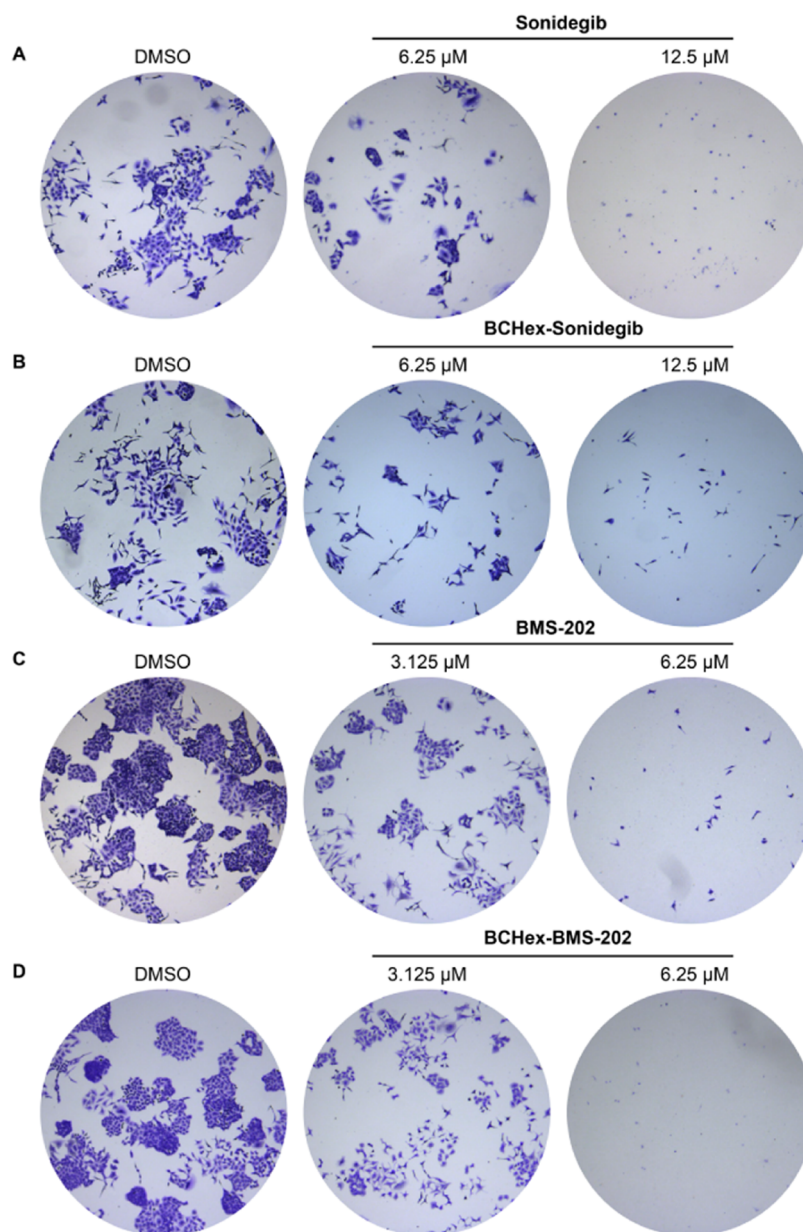 Sonidegib
A DMSO 6.25 µM 12.5 µM
BCHex-Sonidegib
B DMSO 6.25 µM 12.5 µM
BMS-202
C DMSO 3.125 µM 6.25 µM
BCHex-BMS-202
D DMSO 3.125 µM 6.25 µM